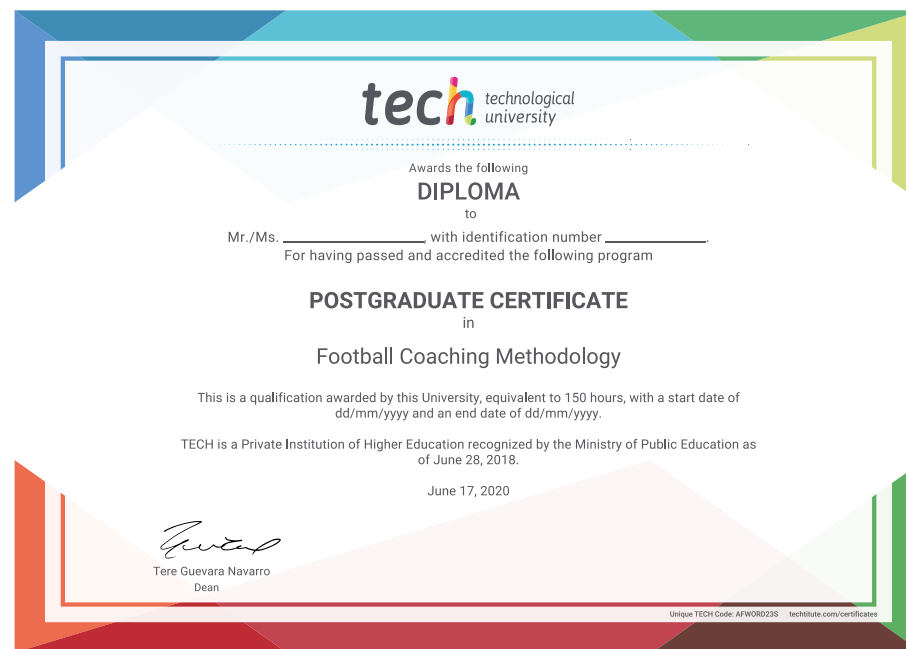 tech technological
university
Awards the following
DIPLOMA
to
Mr./Ms. ____________________, with identification number ______________.
For having passed and accredited the following program
POSTGRADUATE CERTIFICATE
in
Football Coaching Methodology
This is a qualification awarded by this University, equivalent to 150 hours, with a start date of
dd/mm/yyyy and an end date of dd/mm/yyyy.
TECH is a Private Institution of Higher Education recognized by the Ministry of Public Education as
of June 28, 2018.
June 17, 2020
Tere Guevara Navarro
Dean
Unique TECH Code: AFWORD23S techtitute.com/certificates